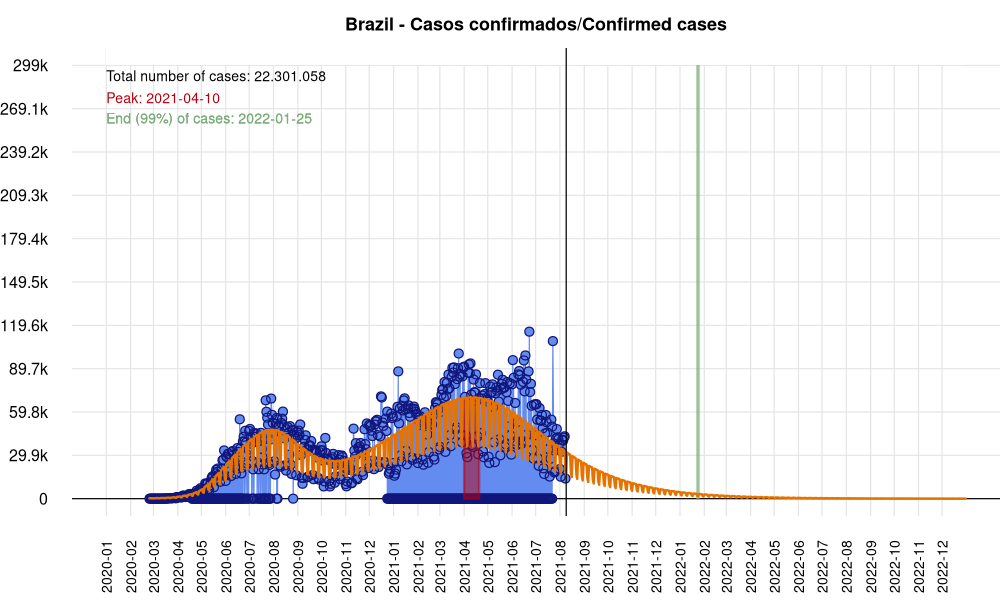 Brazil - Casos confirmados/Confirmed cases
299k
Total number of cases: 22.301.058
Peak: 2021-04-10
269.1k
End (99%) of cases: 2022-01-25
239.2k
209.3k
179.4k
149.5k
119.6k
89.7k
59.8k
29.9k
0
2020-01
2020-02
2020-03
2020-04
2020-05
2020-06
2020-07
2020-08
2020-09
2020-10
2020-11
2020-12
2021-01
2021-02
2021-03
2021-04
2021-05
2021-06
2021-07
2021-08
2021-09
2021-10
2021-11
2021-12
2022-01
2022-02
2022-03
2022-04
2022-05
2022-06
2022-07
2022-08
2022-09
2022-10
2022-11
2022-12